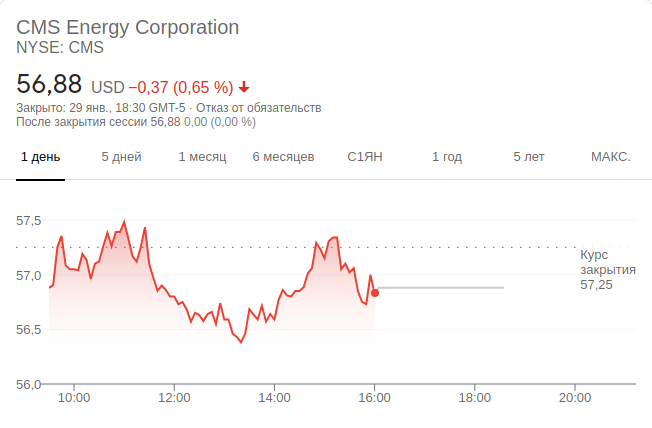 CMS Energy Corporation
NYSE: CMS
56,88 USD −0,37 (0,65 %)
Закрыто: 29 янв., 18:30 GMT-5 · Отказ от обязательств
После закрытия сессии 56,88 0,00 (0,00 %)
1 день 5 дней 1 месяц 6 месяцев С1ЯН 1 год 5 лет МАКС.
57,5
Курс
закрытия
57,25
57,0
56,5
56,0
10:00 12:00 14:00 16:00 18:00 20:00